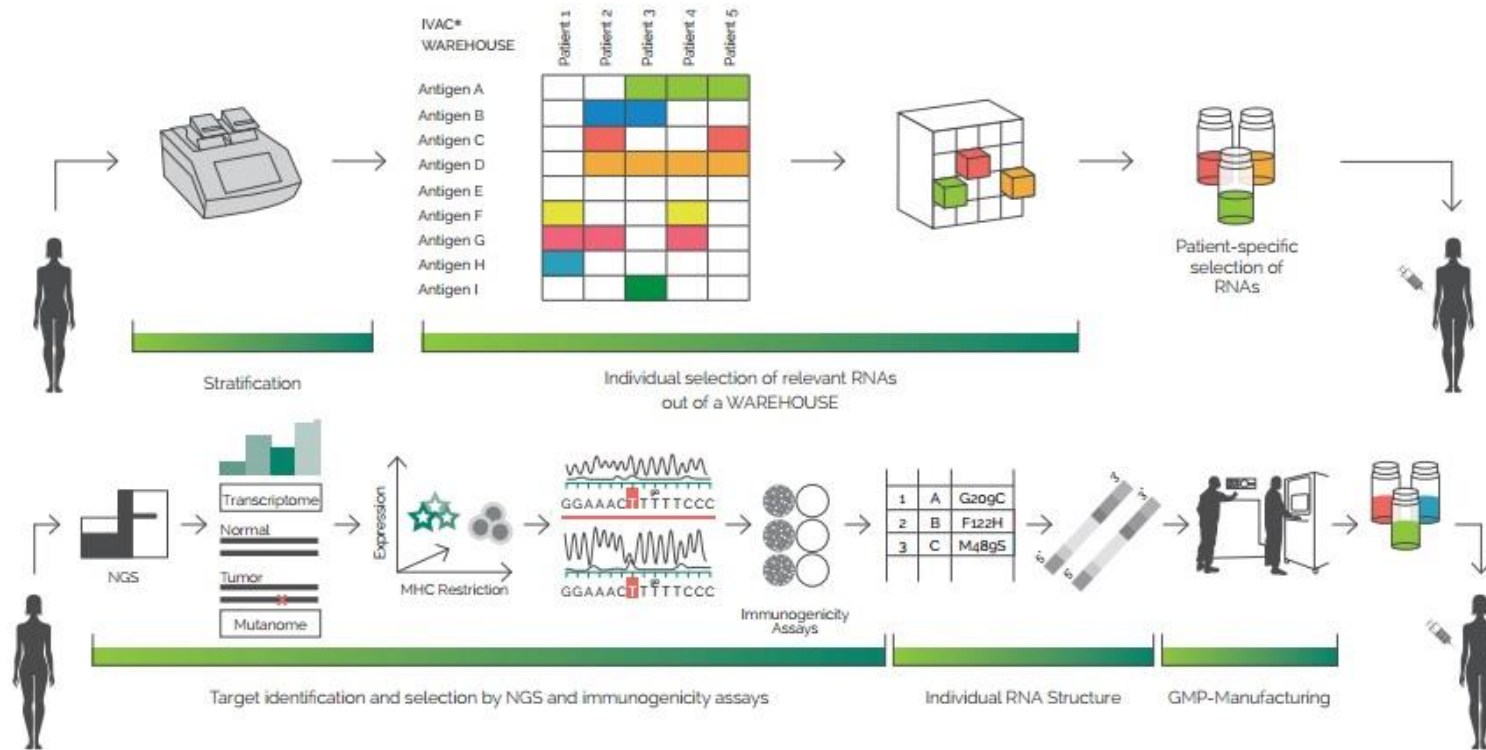 IVAC®
WAREHOUSE
Patient 1
Patient 2
Patient 3
Patient 4
Patient 5
Antigen A
Antigen B
Antigen C
Antigen D
Antigen E
Antigen F
Antigen G
Antigen H
Antigen I
Patient-specific
selection of
RNAs
Stratification
Individual selection of relevant RNAs
out of a WAREHOUSE
NGS
Transcriptome
Normal
Tumor
Mutanome
Expression
MHC Restriction
GGAAACTTTTTCCC
GGAAACTTTTTCCC
Immunogenicity
Assays
1 A G209C
2 B F122H
3 C M489S
Target identification and selection by NGS and immunogenicity assays
Individual RNA Structure
GMP-Manufacturing